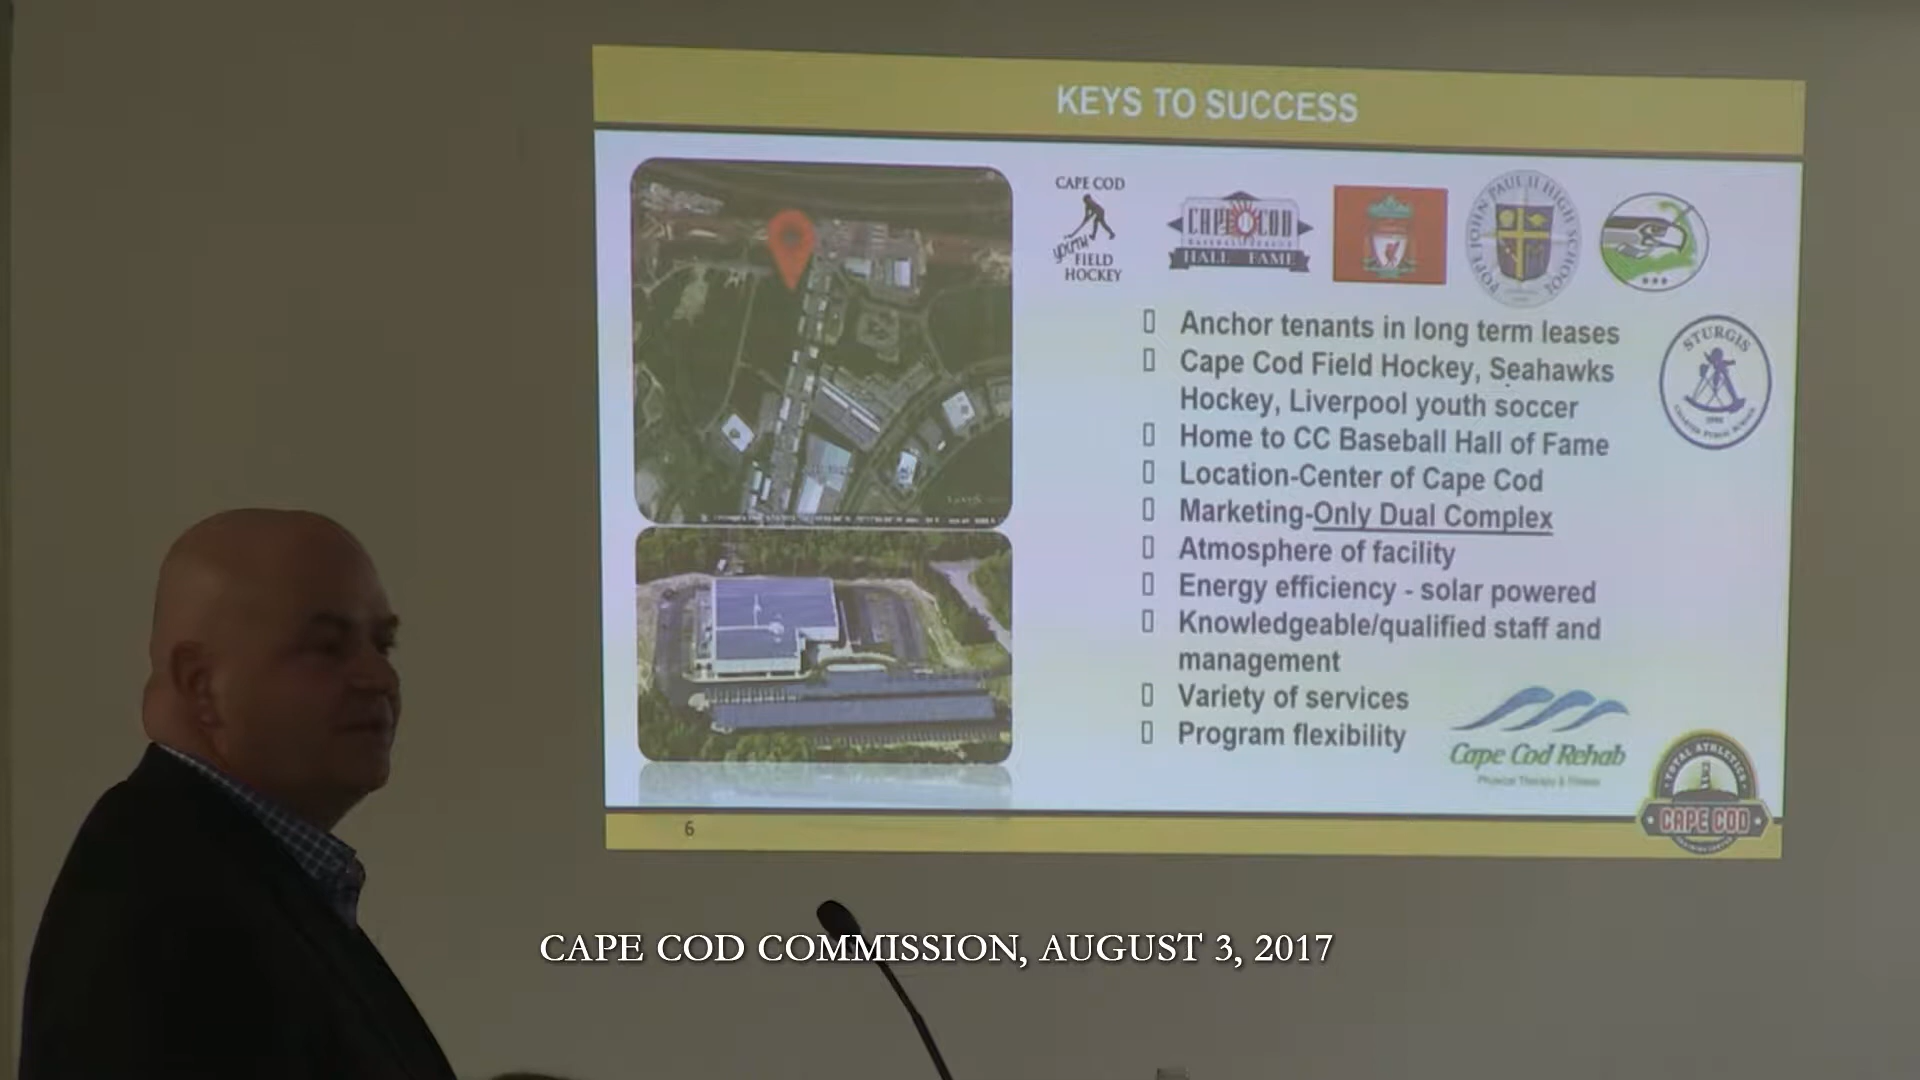 KEYS TO SUCCESS
CAPE COD
YOUTH FIELD
HOCKEY
CAPE COD
HALL FAME
POPE JOHN PAUL II HIGH SCHOOL
Anchor tenants in long term leases
Cape Cod Field Hockey, Seahawks
Hockey, Liverpool youth soccer
Home to CC Baseball Hall of Fame
Location-Center of Cape Cod
Marketing-Only Dual Complex
Atmosphere of facility
Energy efficiency - solar powered
Knowledgeable/qualified staff and
management
Variety of services
Program flexibility
STURGIS
Cape Cod Rehab
Physical Therapy & Fitness
TOTAL ATHLETICS
CAPE COD
6
CAPE COD COMMISSION, AUGUST 3, 2017